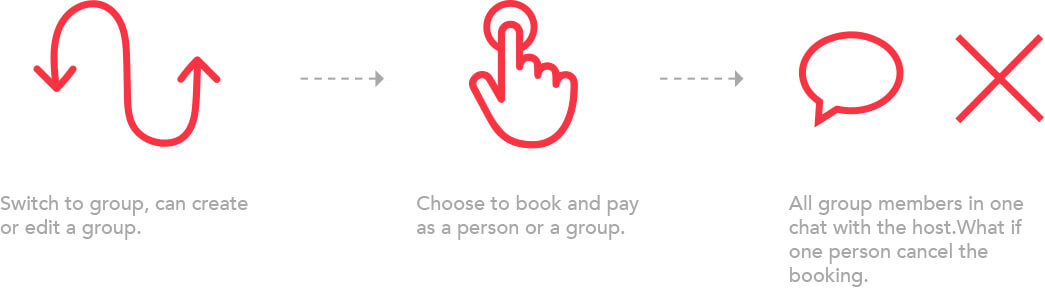 Switch to group, can create
or edit a group.
Choose to book and pay
as a person or a group.
All group members in one
chat with the host.What if
one person cancel the
booking.